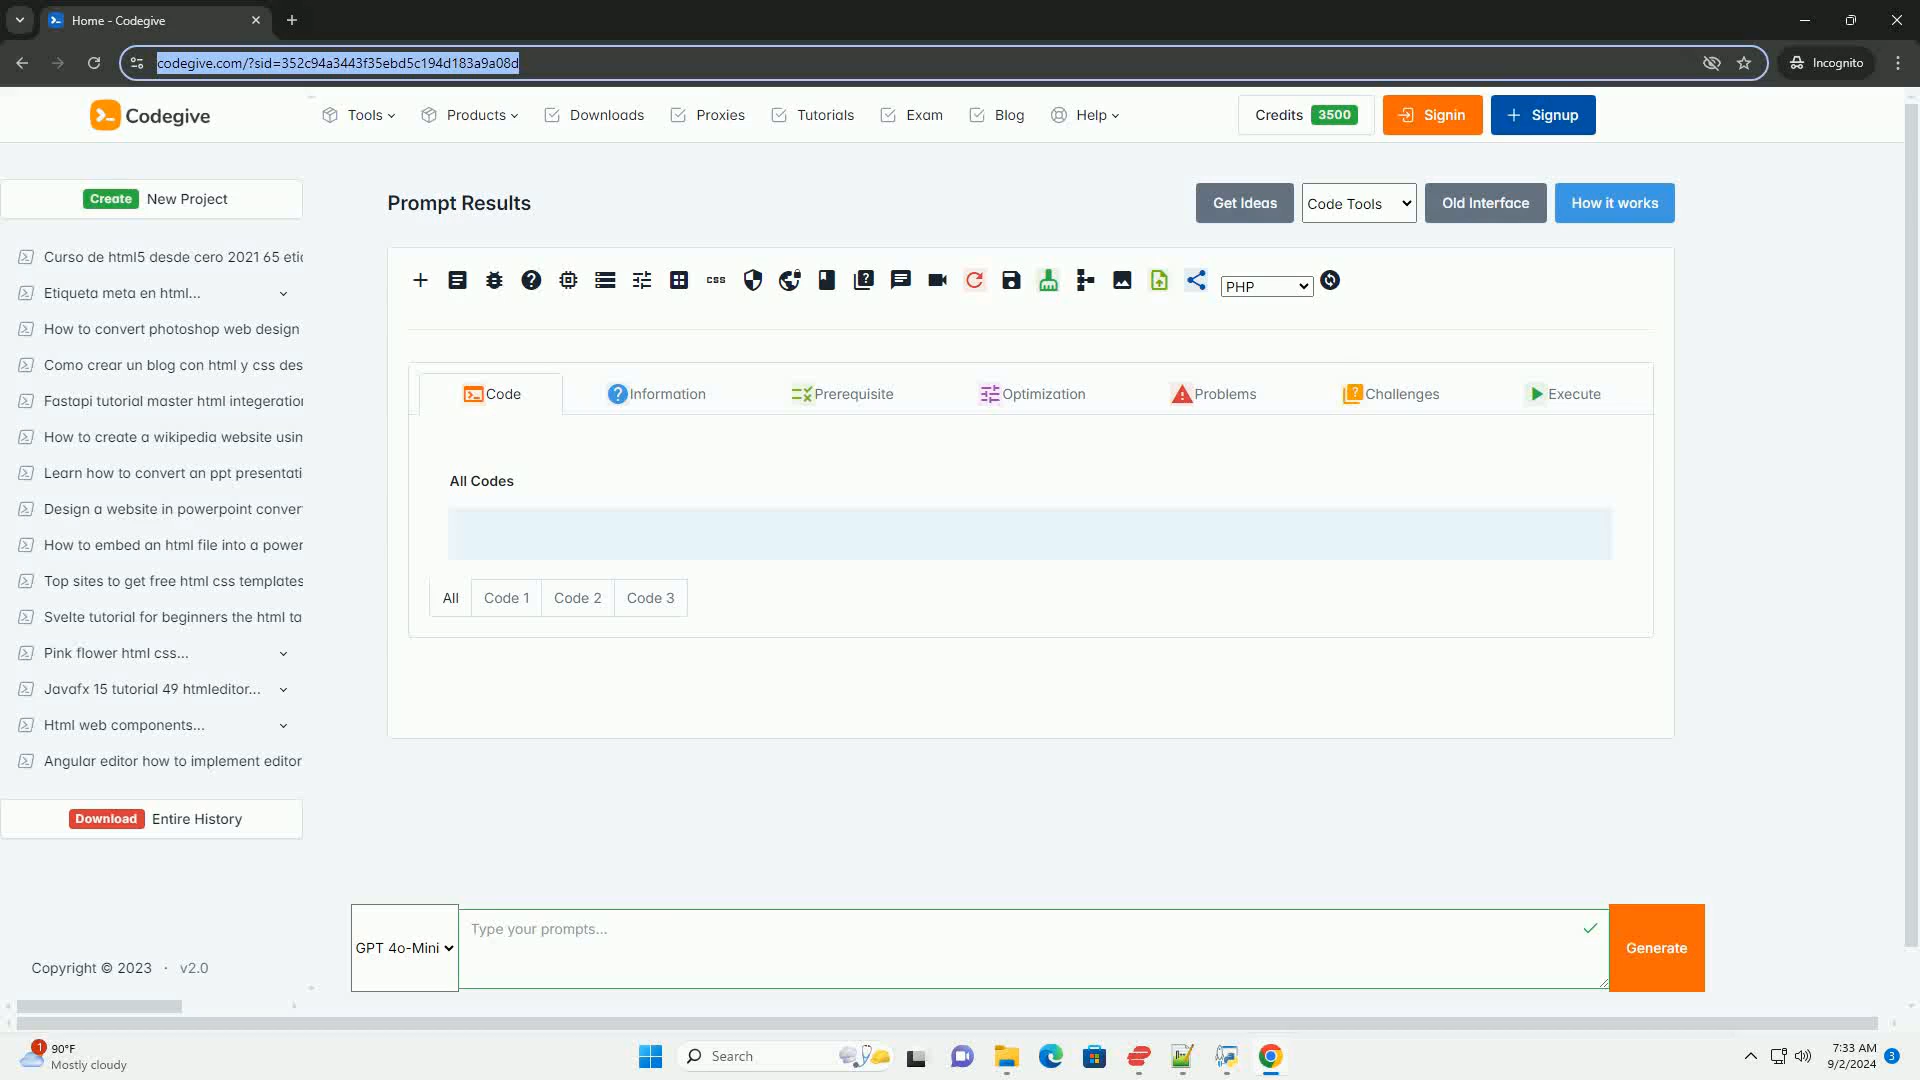 Home - Codegive
codegive.com/?sid=352c94a3443f35ebd5c194d183a9a08d
Incognito
Codegive
Tools
Products
Downloads
Proxies
Tutorials
Exam
Blog
Help
Credits 3500
Signin
Signup
Create New Project
Curso de html5 desde cero 2021 65 etic
Etiqueta meta en html...
How to convert photoshop web design
Como crear un blog con html y css des
Fastapi tutorial master html integeration
How to create a wikipedia website usin
Learn how to convert an ppt presentati
Design a website in powerpoint conver
How to embed an html file into a power
Top sites to get free html css templates
Svelte tutorial for beginners the html ta
Pink flower html css...
Javafx 15 tutorial 49 htmleditor...
Html web components...
Angular editor how to implement editor
Download Entire History
Copyright © 2023 · v2.0
Prompt Results
Get Ideas
Code Tools
Old Interface
How it works
css
PHP
Code
Information
Prerequisite
Optimization
Problems
Challenges
Execute
All Codes
All
Code 1
Code 2
Code 3
GPT 4o-Mini
Type your prompts...
Generate
1
90°F
Mostly cloudy
Search
7:33 AM
9/2/2024
3